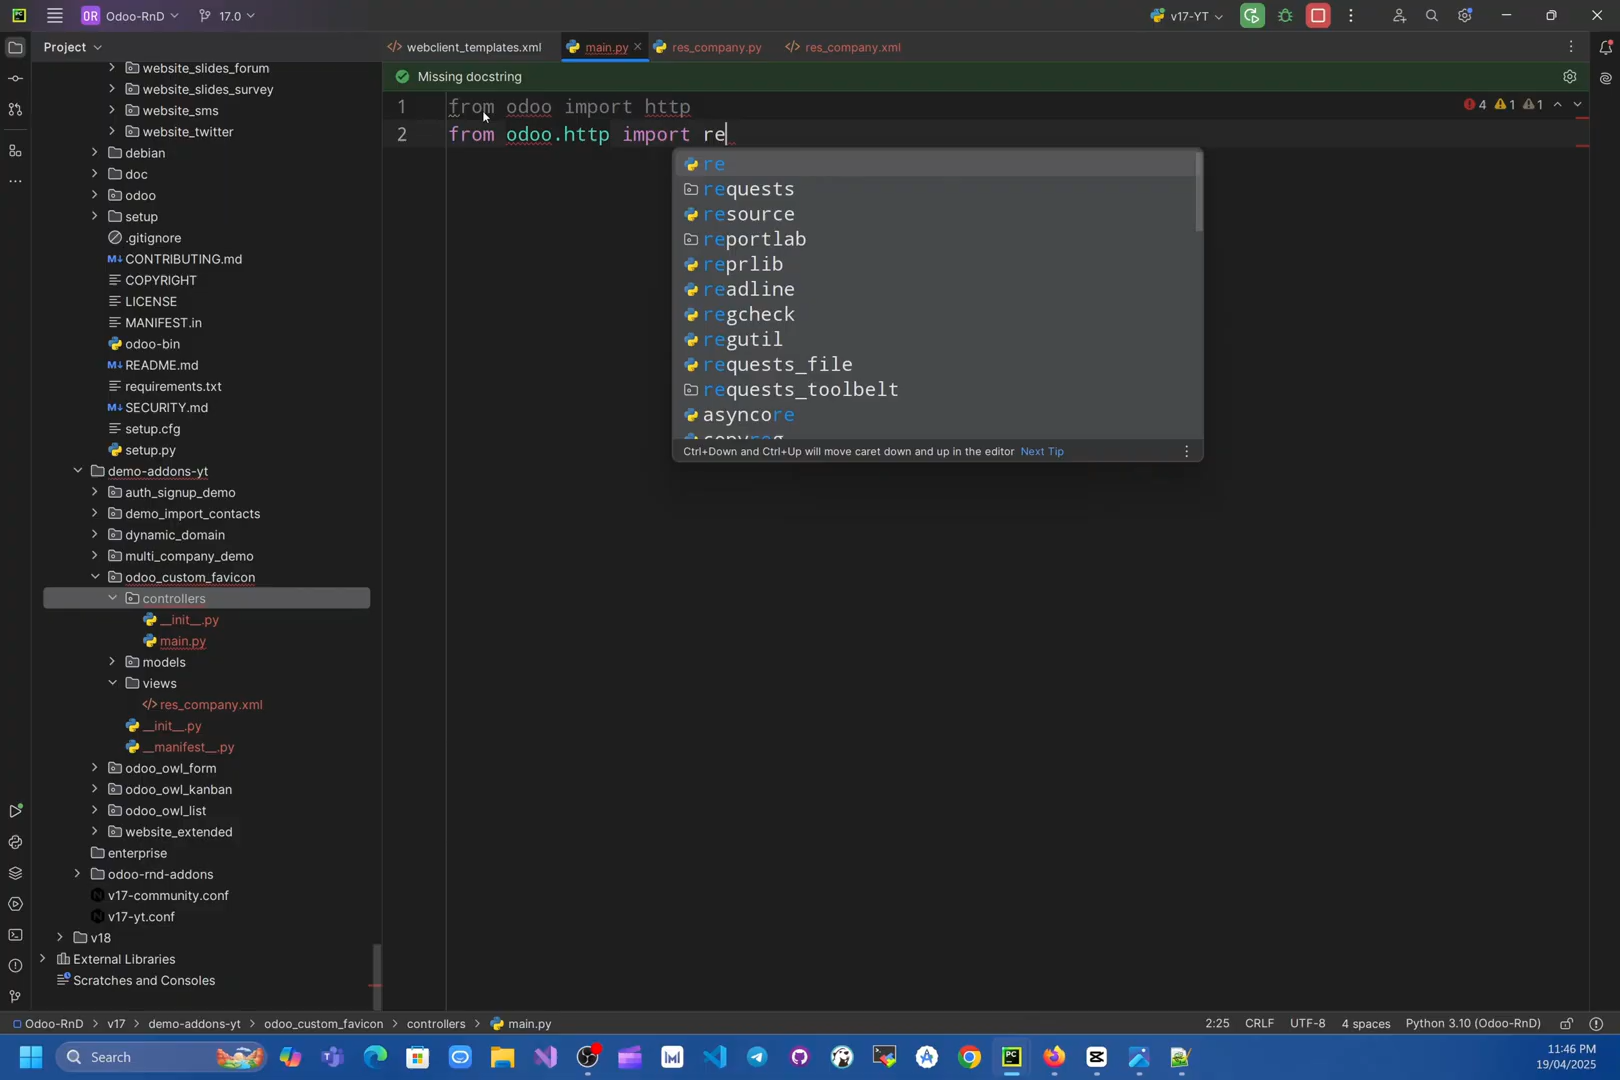 OR Odoo-RnD 17.0 v17-YT
Project webclient_templates.xml main.py res_company.py res_company.xml
Missing docstring
1 from odoo import http 4 1 1
2 from odoo.http import re
re
requests
resource
reportlab
reprlib
readline
regcheck
regutil
requests_file
requests_toolbelt
asyncore
copyreg
Ctrl+Down and Ctrl+Up will move caret down and up in the editor Next Tip
website_slides_forum
website_slides_survey
website_sms
website_twitter
debian
doc
odoo
setup
.gitignore
M↓ CONTRIBUTING.md
COPYRIGHT
LICENSE
MANIFEST.in
odoo-bin
M↓ README.md
requirements.txt
M↓ SECURITY.md
setup.cfg
setup.py
demo-addons-yt
auth_signup_demo
demo_import_contacts
dynamic_domain
multi_company_demo
odoo_custom_favicon
controllers
__init__.py
main.py
models
views
res_company.xml
__init__.py
__manifest__.py
odoo_owl_form
odoo_owl_kanban
odoo_owl_list
website_extended
enterprise
odoo-rnd-addons
v17-community.conf
v17-yt.conf
v18
External Libraries
Scratches and Consoles
Odoo-RnD > v17 > demo-addons-yt > odoo_custom_favicon > controllers > main.py 2:25 CRLF UTF-8 4 spaces Python 3.10 (Odoo-RnD)
Search
11:46 PM
19/04/2025